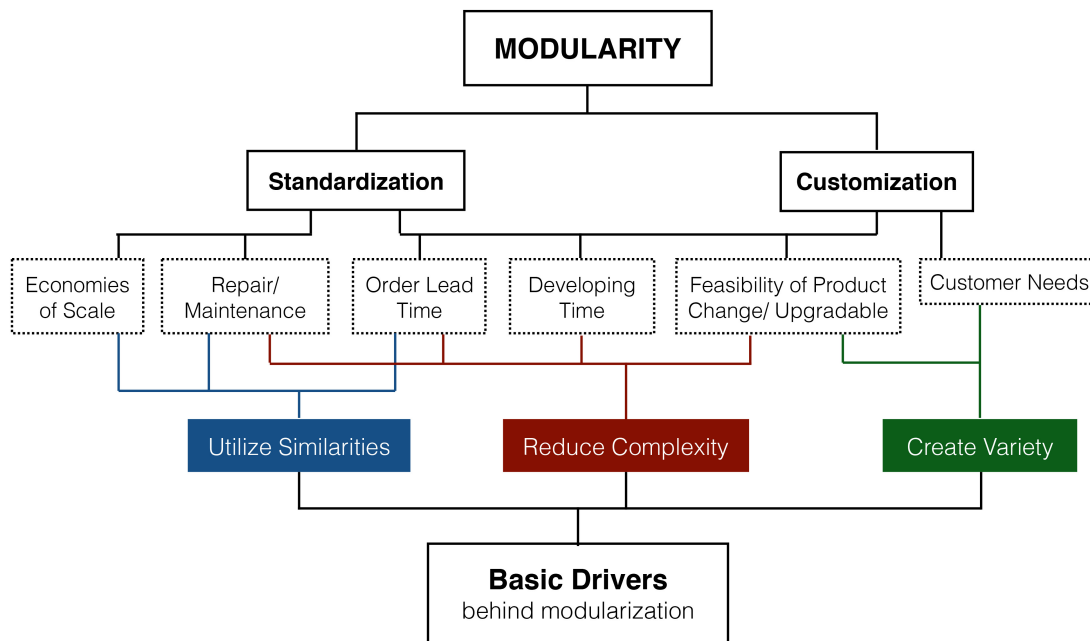 MODULARITY
Standardization
Customization
Economies
of Scale
Repair/
Maintenance
Order Lead
Time
Developing
Time
Feasibility of Product
Change/ Upgradable
Customer Needs
Utilize Similarities
Reduce Complexity
Create Variety
Basic Drivers
behind modularization